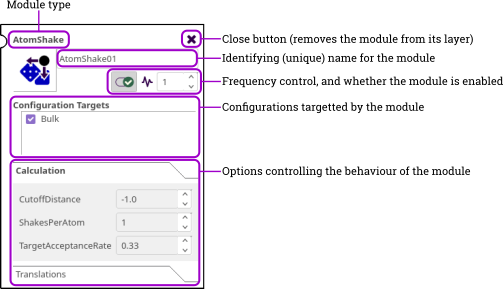 Module type
AtomShake
Close button (removes the module from its layer)
AtomShake01
Identifying (unique) name for the module
1
Frequency control, and whether the module is enabled
Configuration Targets
Configurations targetted by the module
Bulk
Calculation
Options controlling the behaviour of the module
CutoffDistance -1.0
ShakesPerAtom 1
TargetAcceptanceRate 0.33
Translations